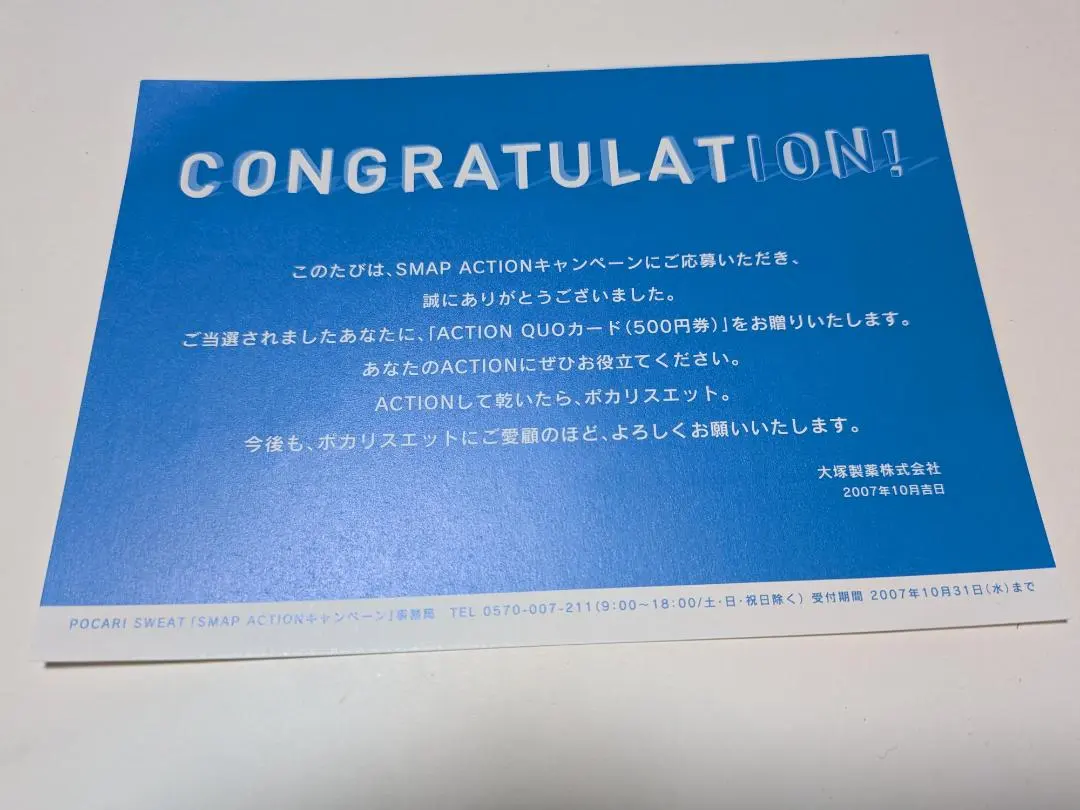 CONGRATULATION!
このたびは、SMAP ACTIONキャンペーンにご応募いただき、
誠にありがとうございました。
ご当選されましたあなたに、「ACTION QUOカード(500円券)」をお贈りいたします。
あなたのACTIONにぜひお役立てください。
ACTIONして乾いたら、ポカリスエット。
今後も、ポカリスエットにご愛顧のほど、よろしくお願いいたします。
大塚製薬株式会社
2007年10月吉日
POCARI SWEAT「SMAP ACTIONキャンペーン」事務局 TEL 0570-007-211(9:00~18:00/土・日・祝日除く) 受付期間 2007年10月31日(水)まで